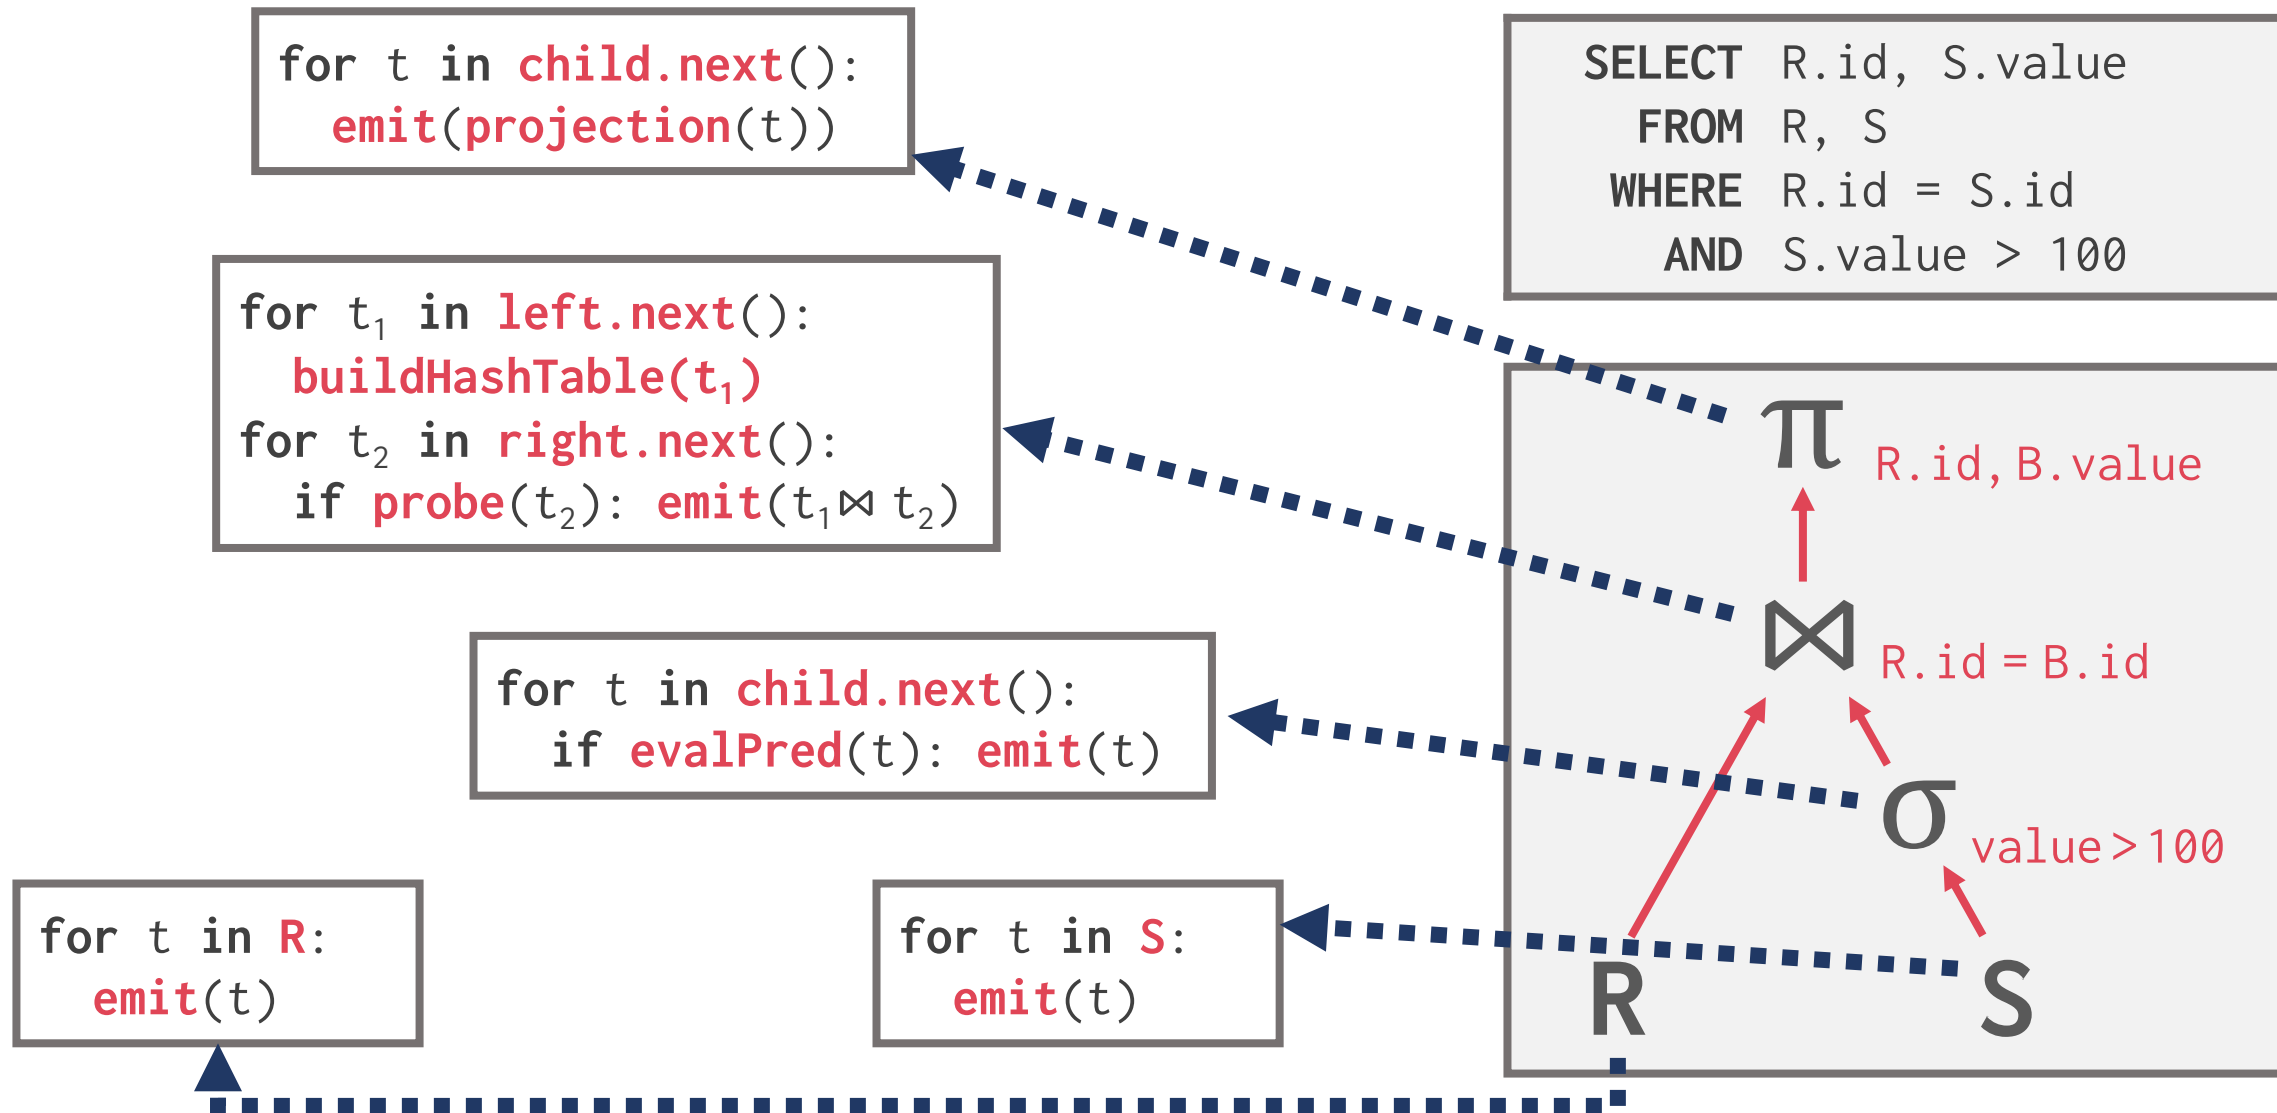 for t in child.next():
emit(projection(t))
for t₁ in left.next():
buildHashTable(t₁)
for t₂ in right.next():
if probe(t₂): emit(t₁⨝ t₂)
for t in child.next():
if evalPred(t): emit(t)
for t in R:
emit(t)
for t in S:
emit(t)
SELECT R.id, S.value
FROM R, S
WHERE R.id = S.id
AND S.value > 100
π R.id, B.value
⨝ R.id = B.id
σ value > 100
R S